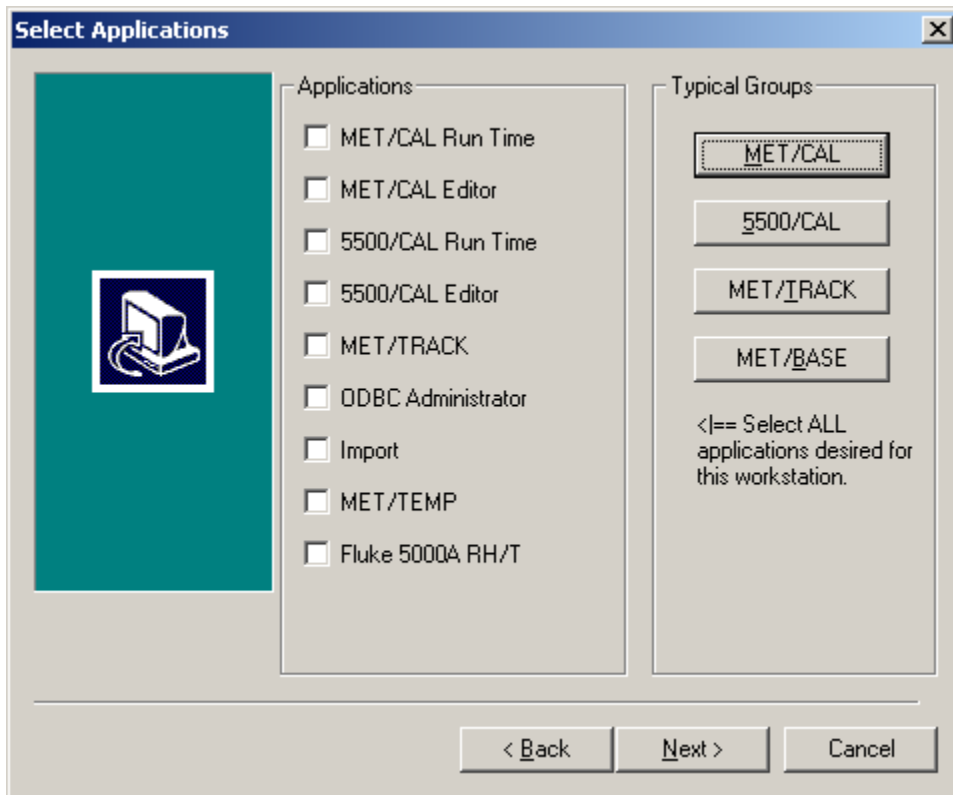 Select Applications
Applications
MET/CAL Run Time
MET/CAL Editor
5500/CAL Run Time
5500/CAL Editor
MET/TRACK
ODBC Administrator
Import
MET/TEMP
Fluke 5000A RH/T
Typical Groups
MET/CAL
5500/CAL
MET/TRACK
MET/BASE
<|== Select ALL
applications desired for
this workstation.
< Back
Next >
Cancel